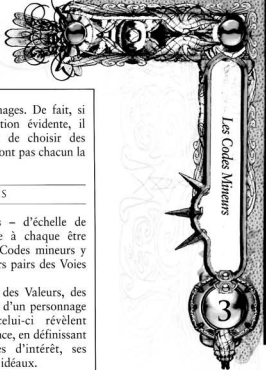 nages. De fait, si
tion évidente, il
de choisir des
ont pas chacun la
S
s – d'échelle de
e à chaque être
Codes mineurs y
rs pairs des Voies
des Valeurs, des
d'un personnage
celui-ci révèlent
nce, en définissant
es d'intérêt, ses
idéaux.
Les Codes Mineurs
3